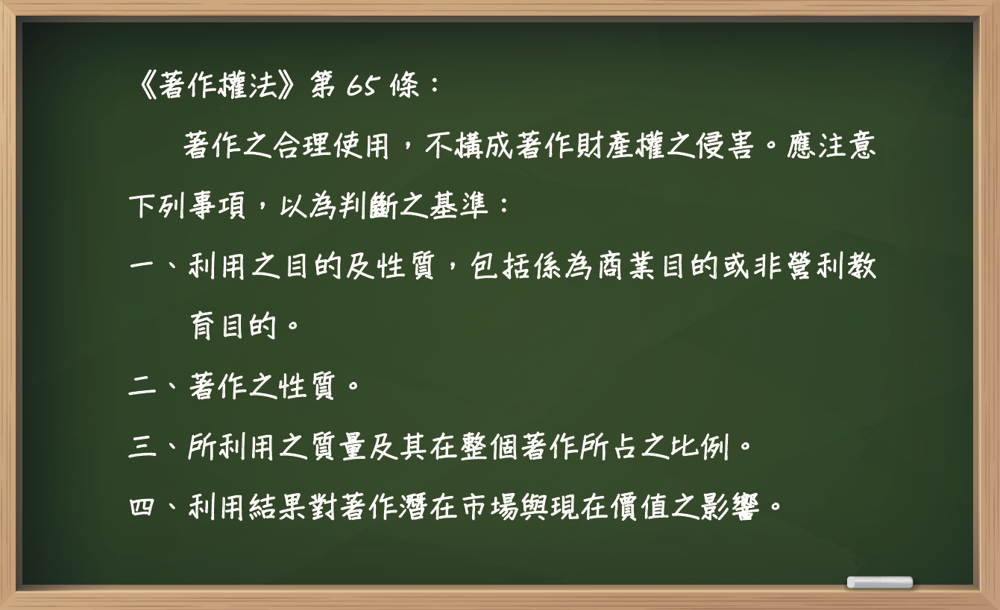 《著作權法》第 65 條：
著作之合理使用，不構成著作財產權之侵害。應注意
下列事項，以為判斷之基準：
一、利用之目的及性質，包括係為商業目的或非營利教
育目的。
二、著作之性質。
三、所利用之質量及其在整個著作所占之比例。
四、利用結果對著作潛在市場與現在價值之影響。